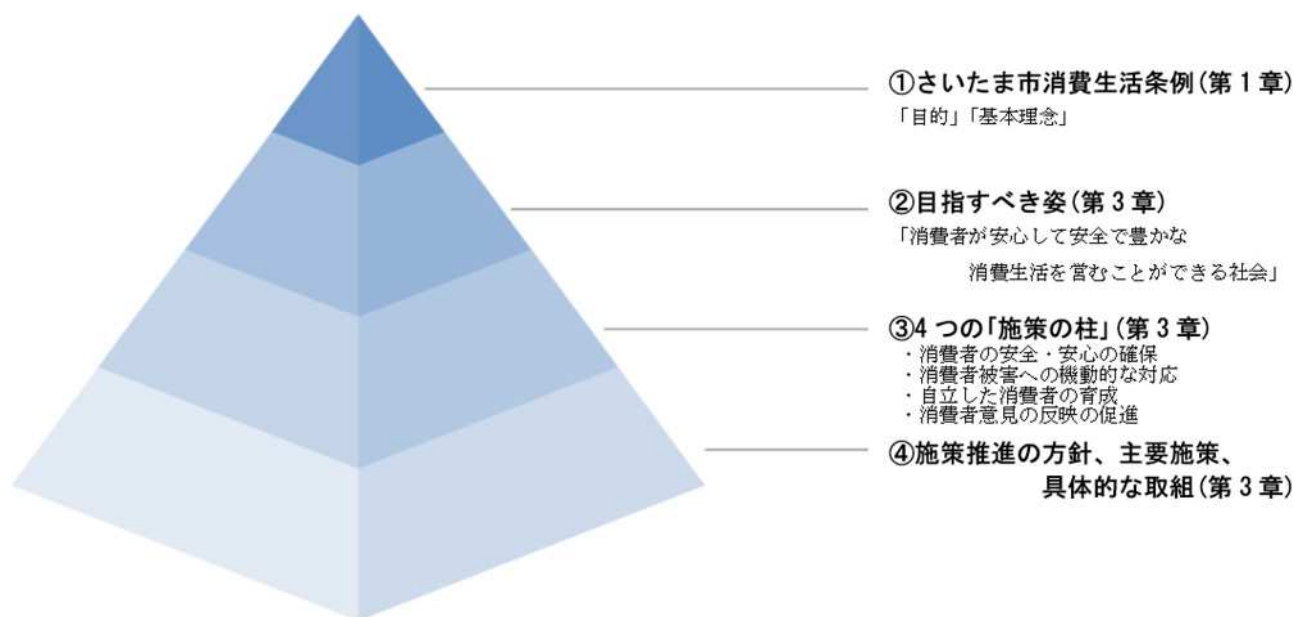 ①さいたま市消費生活条例(第1章)
「目的」「基本理念」
②目指すべき姿(第3章)
「消費者が安心して安全で豊かな
消費生活を営むことができる社会」
③4つの「施策の柱」(第3章)
・消費者の安全・安心の確保
・消費者被害への機動的な対応
・自立した消費者の育成
・消費者意見の反映の促進
④施策推進の方針、主要施策、
具体的な取組(第3章)